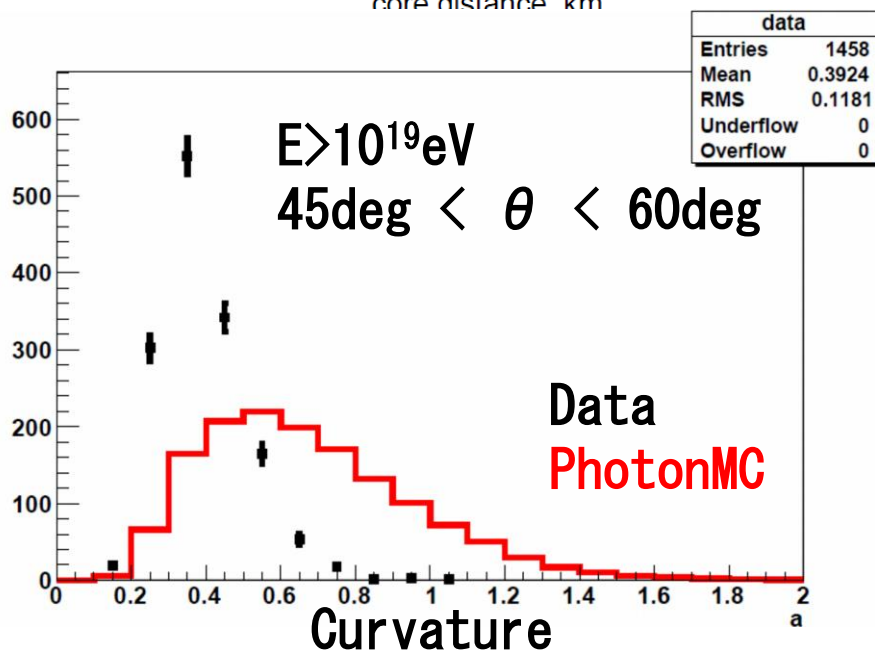 core distance, km
data
Entries 1458
Mean 0.3924
RMS 0.1181
Underflow 0
Overflow 0
E>10¹⁹eV
45deg < θ < 60deg
600
500
400
300
200
100
0
Data
PhotonMC
0 0.2 0.4 0.6 0.8 1 1.2 1.4 1.6 1.8 2
a
Curvature